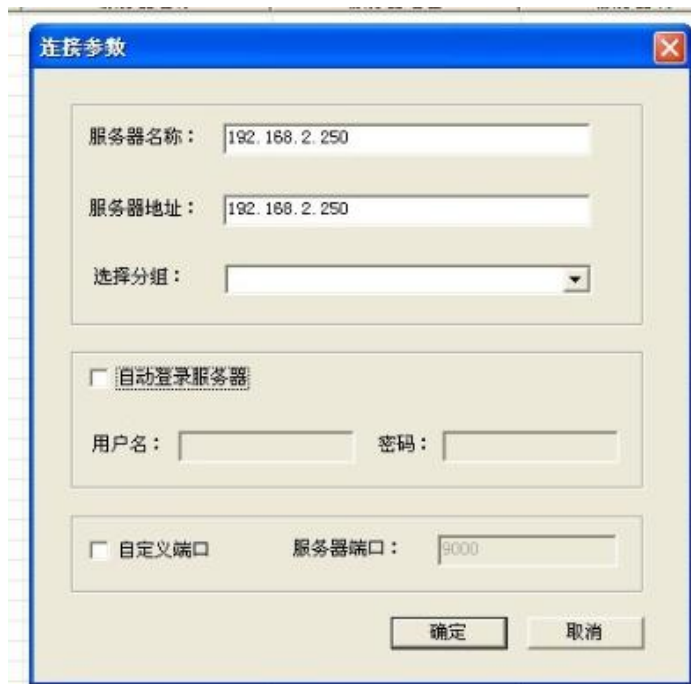 连接参数
服务器名称： 192.168.2.250
服务器地址： 192.168.2.250
选择分组：
自动登录服务器
用户名： 密码：
自定义端口 服务器端口： 9000
确定 取消